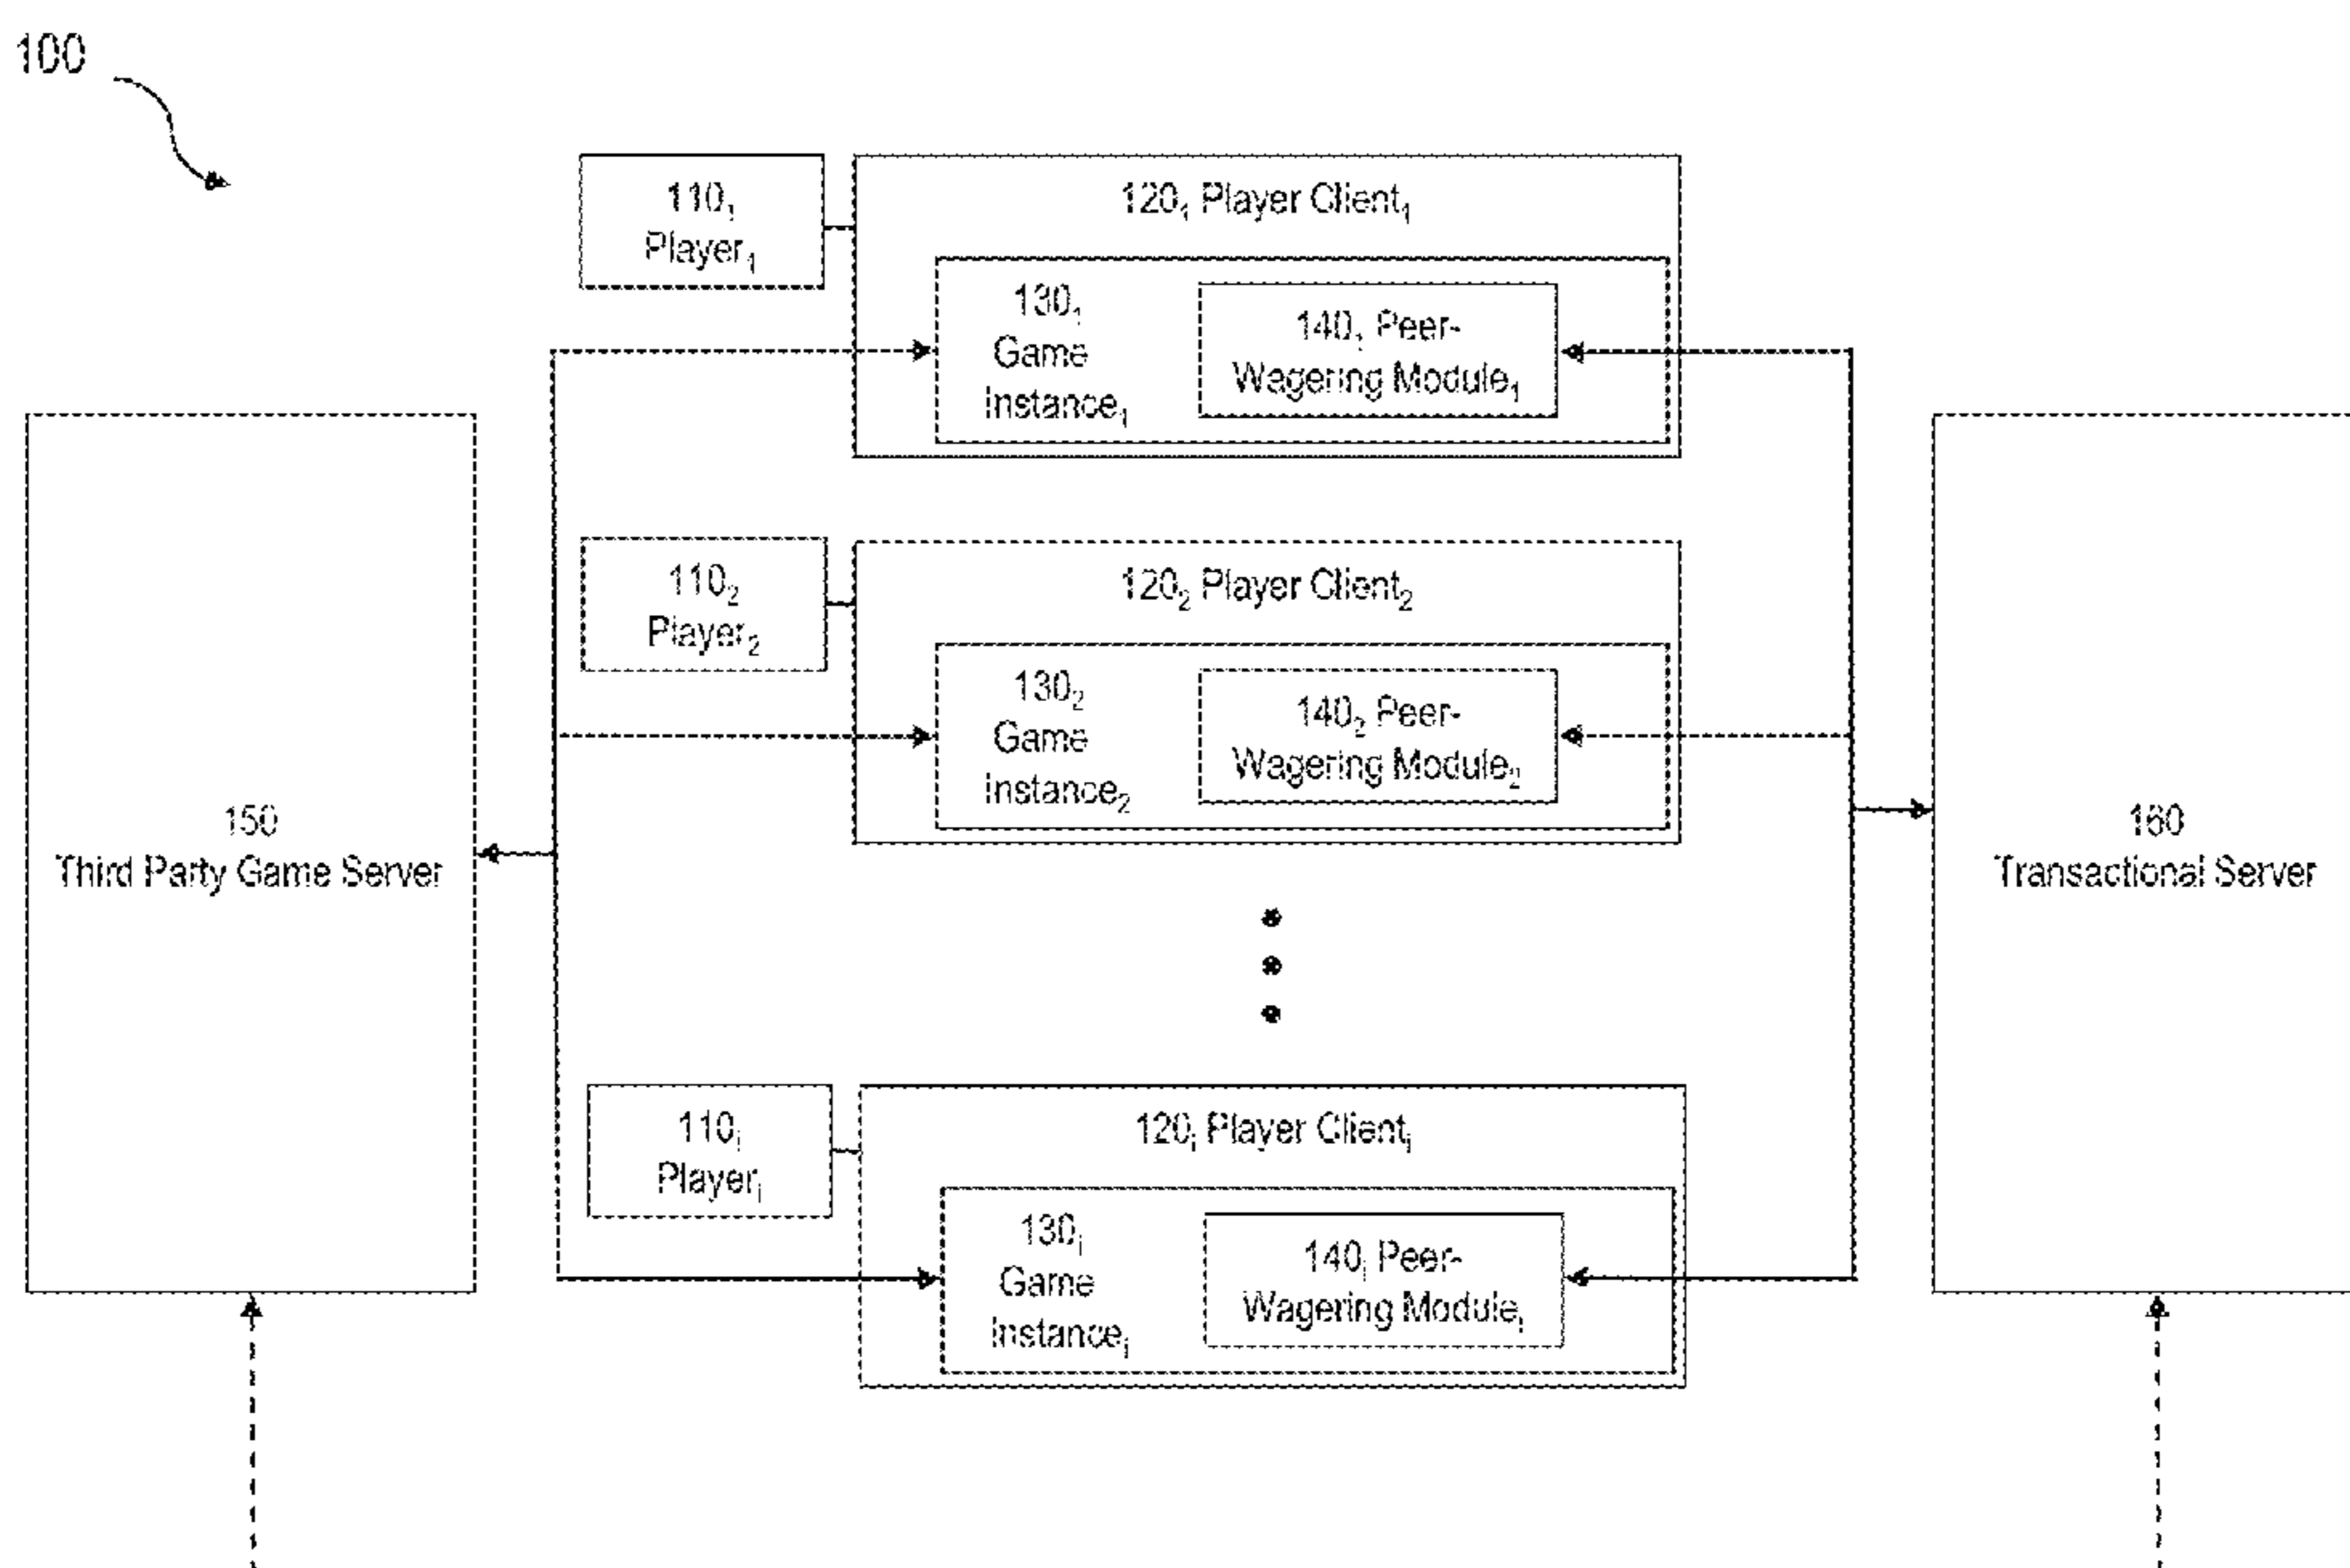 100
110₁
Player₁
120₁ Player Client₁
130₁
Game
Instance₁
140₁ Peer-
Wagering Module₁
110₂
Player₂
120₂ Player Client₂
130₂
Game
Instance₂
140₂ Peer-
Wagering Module₂
150
Third Party Game Server
160
Transactional Server
110ᵢ
Playerᵢ
120ᵢ Player Clientᵢ
130ᵢ
Game
Instanceᵢ
140ᵢ Peer-
Wagering Moduleᵢ